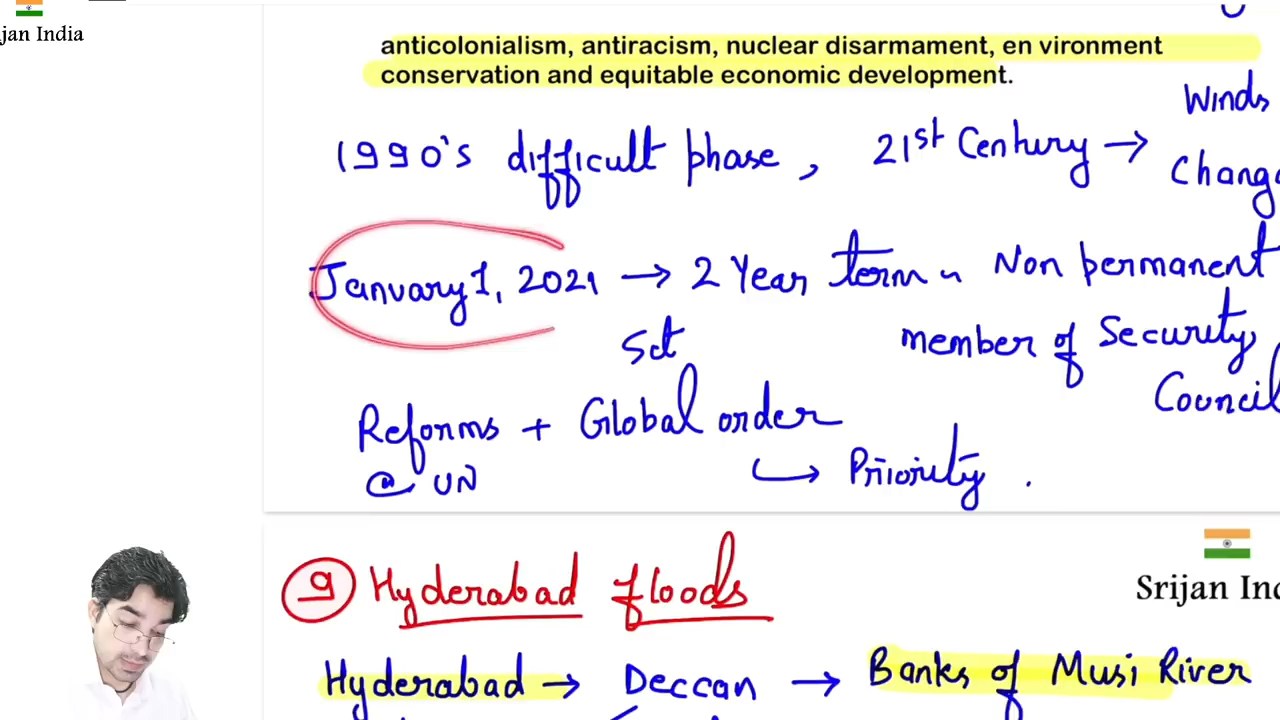 jan India
anticolonialism, antiracism, nuclear disarmament, en vironment
conservation and equitable economic development.
1990's difficult phase, 21st Century → Winds
Change
January 1, 2021 → 2 Year term Non permanent
Sct member of Security
Council
Reforms + Global order
@ UN → Priority.
9 Hyderabad floods
Srijan Ind
Hyderabad → Deccan → Banks of Musi River